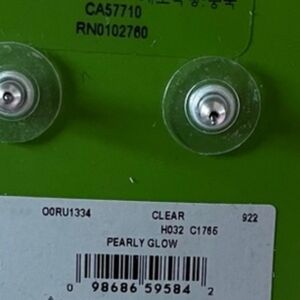 CA57710
RN0102760
O0RU1334 CLEAR 922
H032 C1765
PEARLY GLOW
0 98686 59584 2